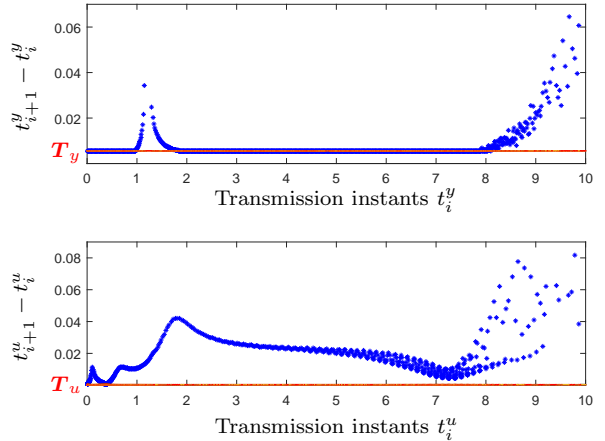 0.06
0.04
0.02
T_y
t^y_{i+1} − t^y_i
0 1 2 3 4 5 6 7 8 9 10
Transmission instants t^y_i
0.08
0.06
0.04
0.02
T_u
t^u_{i+1} − t^u_i
0 1 2 3 4 5 6 7 8 9 10
Transmission instants t^u_i